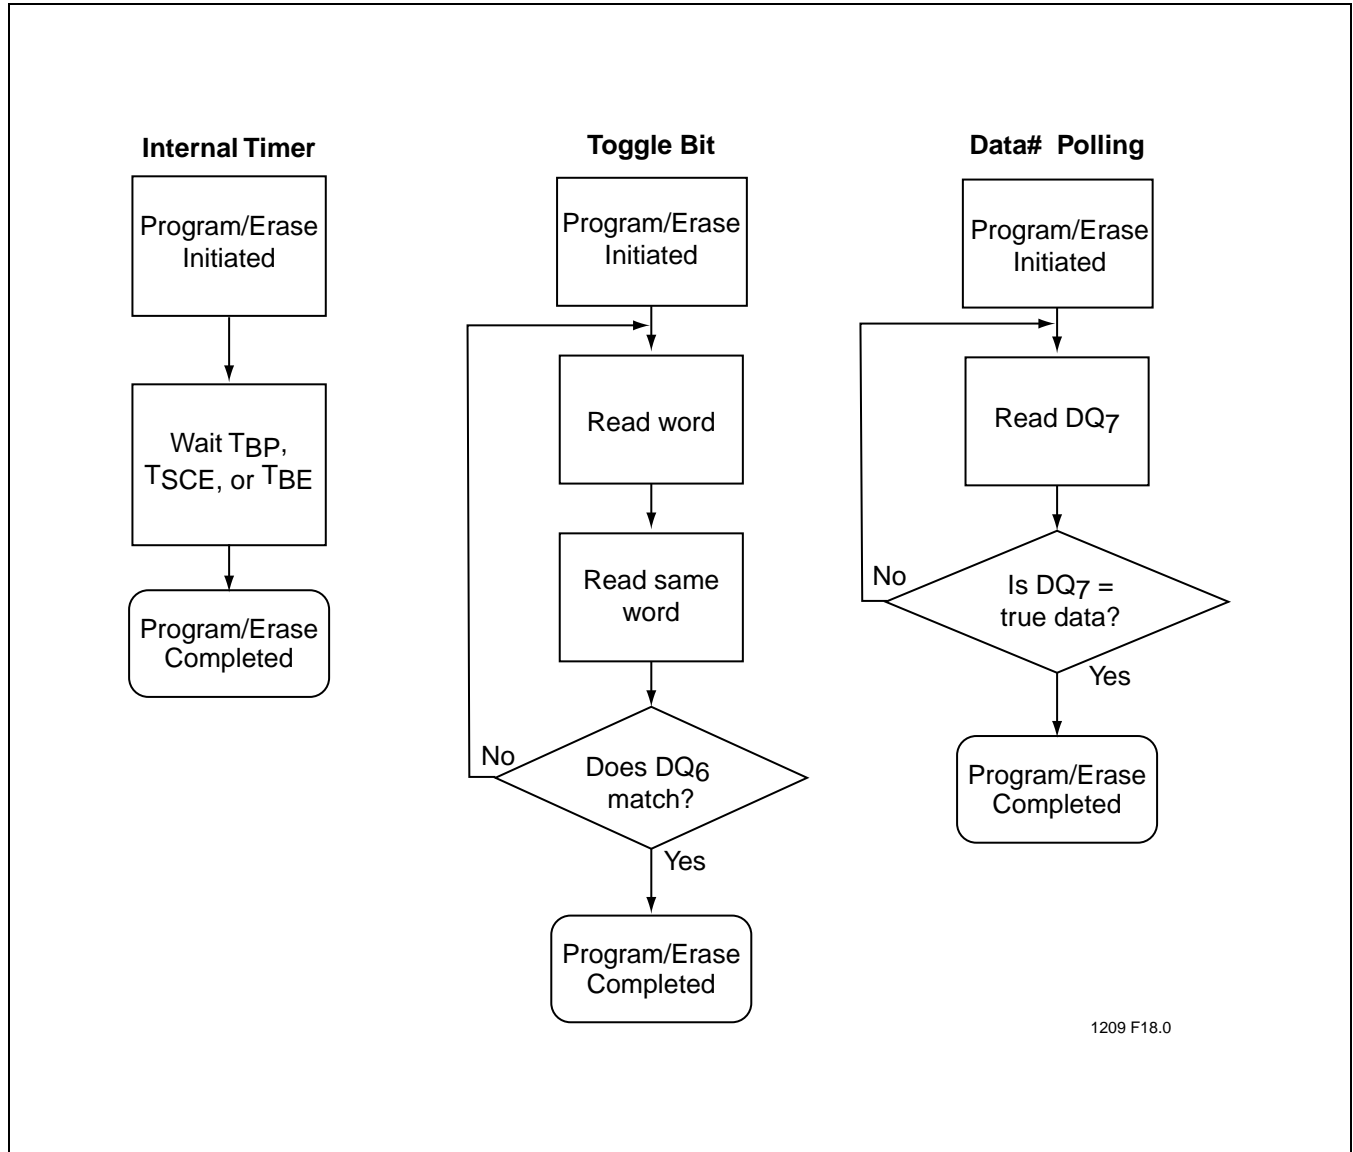 Internal Timer
Program/Erase
Initiated
Wait TBP,
TSCE, or TBE
Program/Erase
Completed
Toggle Bit
Program/Erase
Initiated
Read word
Read same
word
No
Does DQ6
match?
Yes
Program/Erase
Completed
Data# Polling
Program/Erase
Initiated
Read DQ7
No
Is DQ7 =
true data?
Yes
Program/Erase
Completed
1209 F18.0